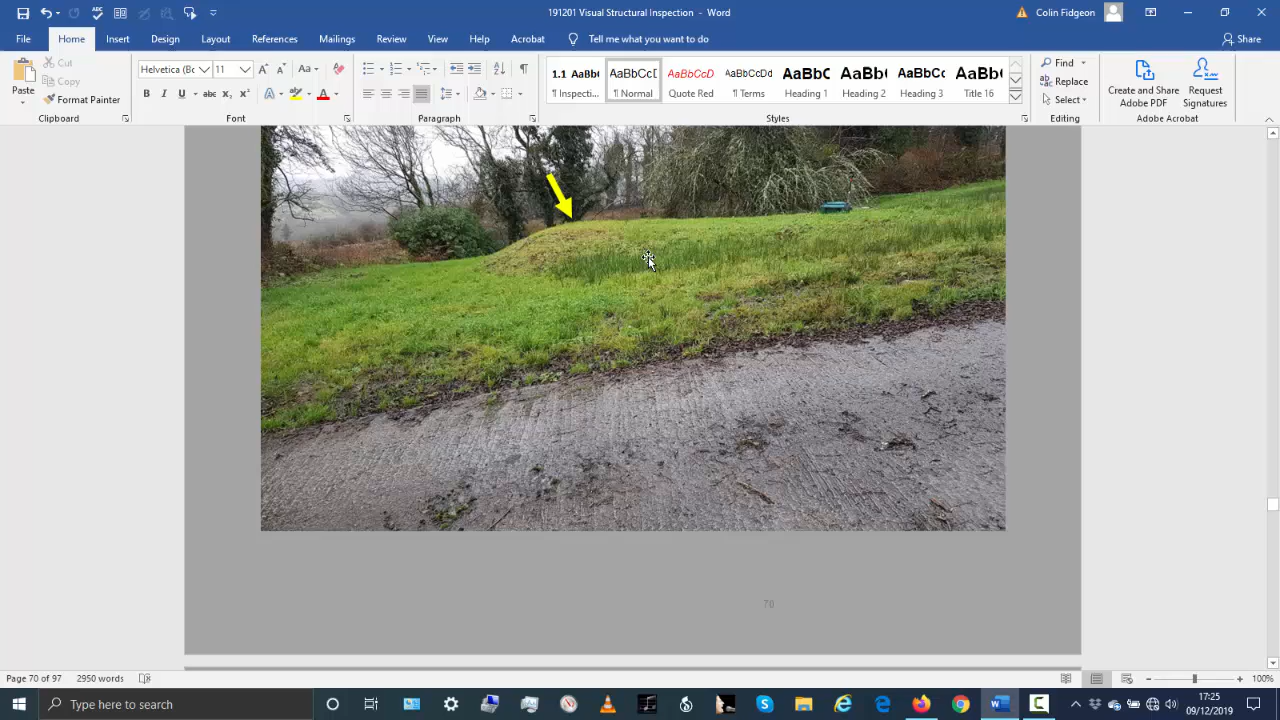 191201 Visual Structural Inspection - Word
Colin Fidgeon
File Home Insert Design Layout References Mailings Review View Help Acrobat Tell me what you want to do Share
Paste
Cut
Copy
Format Painter
Clipboard
Helvetica (Bc 11
Font
Paragraph
1.1 AaBbC AaBbCcD AaBbCcD AaBbCcDd AaBbC AaBbC AaBbCc AaBb(
¶ Inspecti... ¶ Normal Quote Red ¶ Terms Heading 1 Heading 2 Heading 3 Title 16
Styles
Find
Replace
Select
Editing
Create and Share
Adobe PDF
Request
Signatures
Adobe Acrobat
70
Page 70 of 97 2950 words 100%
Type here to search
17:25
09/12/2019